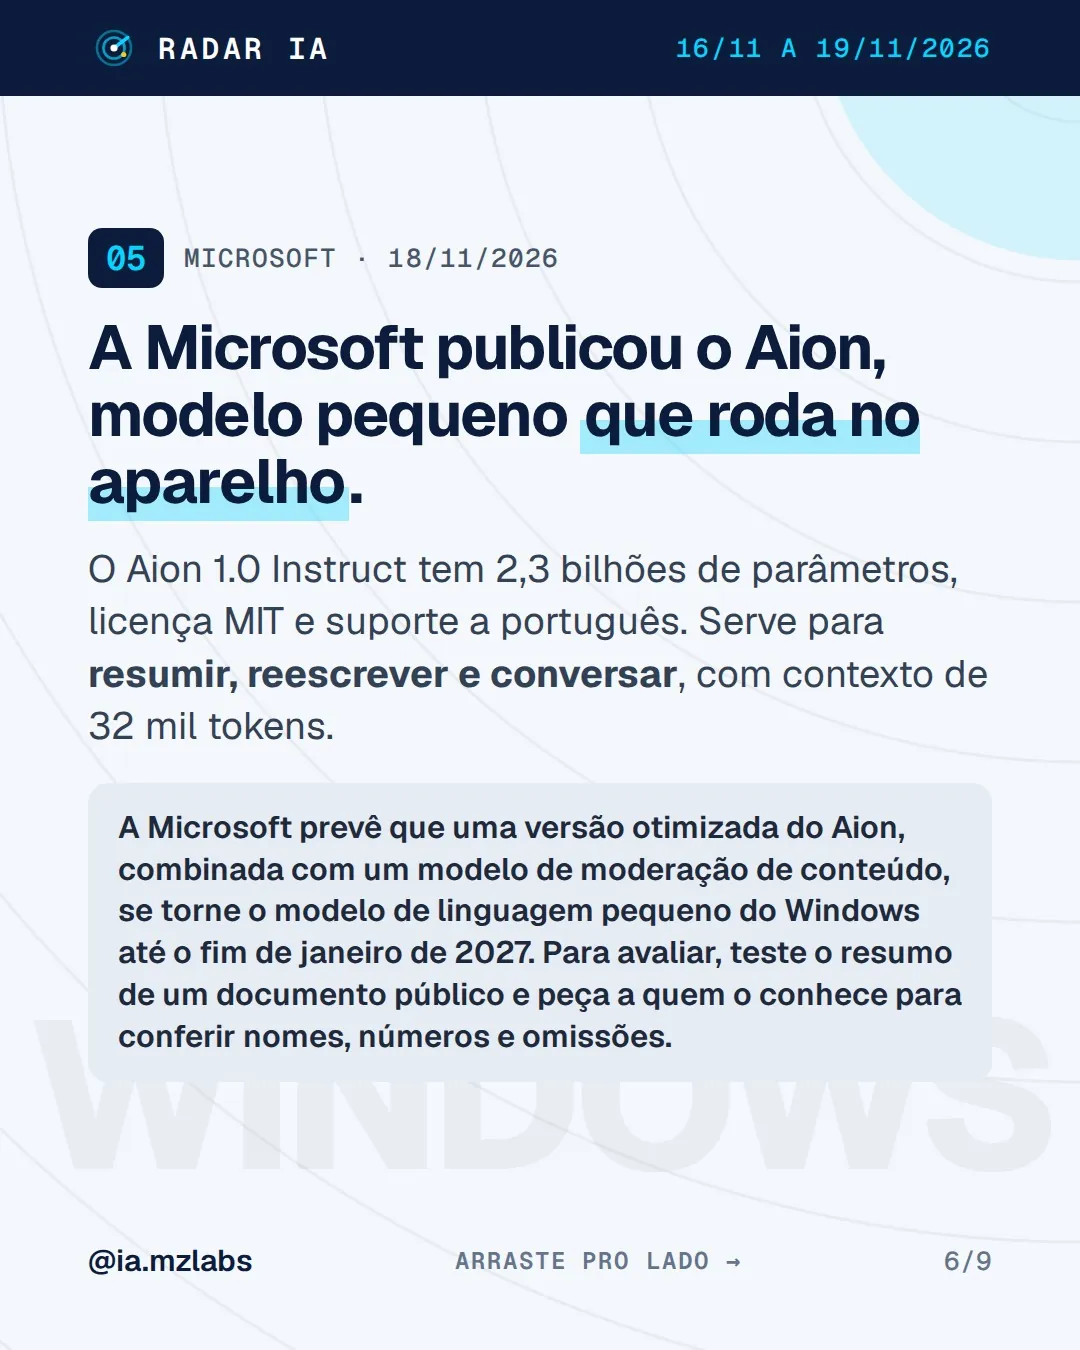 RADAR IA
16/11 A 19/11/2026
05
MICROSOFT · 18/11/2026
A Microsoft publicou o Aion,
modelo pequeno que roda no
aparelho.
O Aion 1.0 Instruct tem 2,3 bilhões de parâmetros,
licença MIT e suporte a português. Serve para
resumir, reescrever e conversar, com contexto de
32 mil tokens.
A Microsoft prevê que uma versão otimizada do Aion,
combinada com um modelo de moderação de conteúdo,
se torne o modelo de linguagem pequeno do Windows
até o fim de janeiro de 2027. Para avaliar, teste o resumo
de um documento público e peça a quem o conhece para
conferir nomes, números e omissões.
WINDOWS
@ia.mzlabs
ARRASTE PRO LADO →
6/9